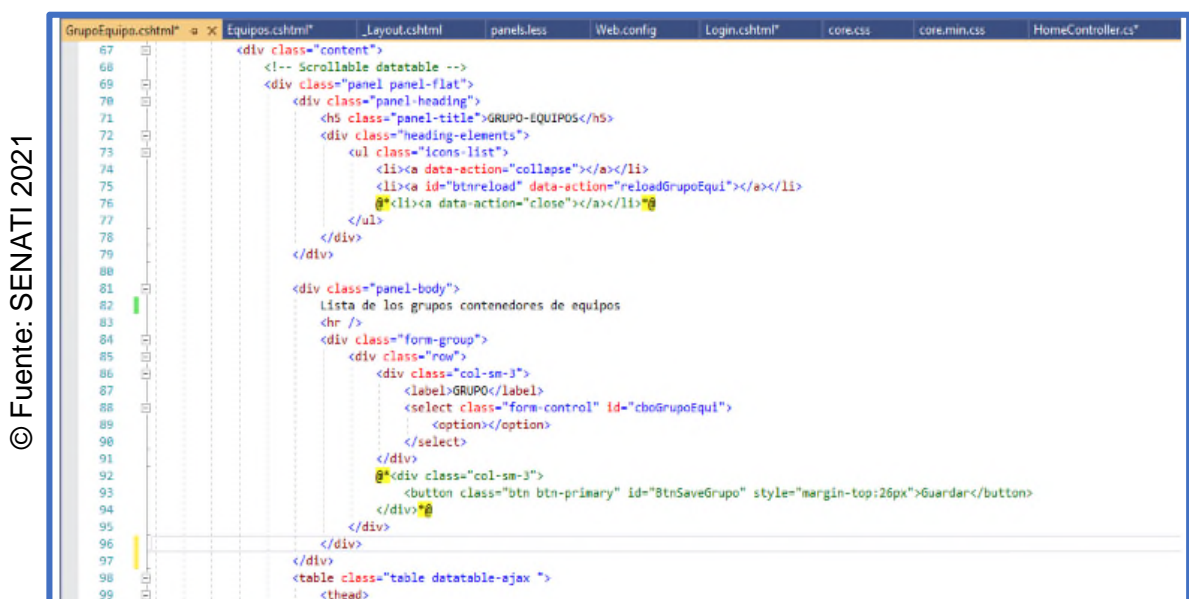 GrupoEquipo.cshtml* Equipos.cshtml* _Layout.cshtml panels.less Web.config Login.cshtml* core.css core.min.css HomeController.cs*
67 <div class="content">
68 <!-- Scrollable datatable -->
69 <div class="panel panel-flat">
70 <div class="panel-heading">
71 <h5 class="panel-title">GRUPO-EQUIPOS</h5>
72 <div class="heading-elements">
73 <ul class="icons-list">
74 <li><a data-action="collapse"></a></li>
75 <li><a id="btnreload" data-action="reloadGrupoEqui"></a></li>
76 @*<li><a data-action="close"></a></li>*@
77 </ul>
78 </div>
79 </div>
80
81 <div class="panel-body">
82 Lista de los grupos contenedores de equipos
83 <hr />
84 <div class="form-group">
85 <div class="row">
86 <div class="col-sm-3">
87 <label>GRUPO</label>
88 <select class="form-control" id="cboGrupoEqui">
89 <option></option>
90 </select>
91 </div>
92 @*<div class="col-sm-3">
93 <button class="btn btn-primary" id="BtnSaveGrupo" style="margin-top:26px">Guardar</button>
94 </div>*@
95 </div>
96 </div>
97 </div>
98 <table class="table datatable-ajax ">
99 <thead>
© Fuente: SENATI 2021